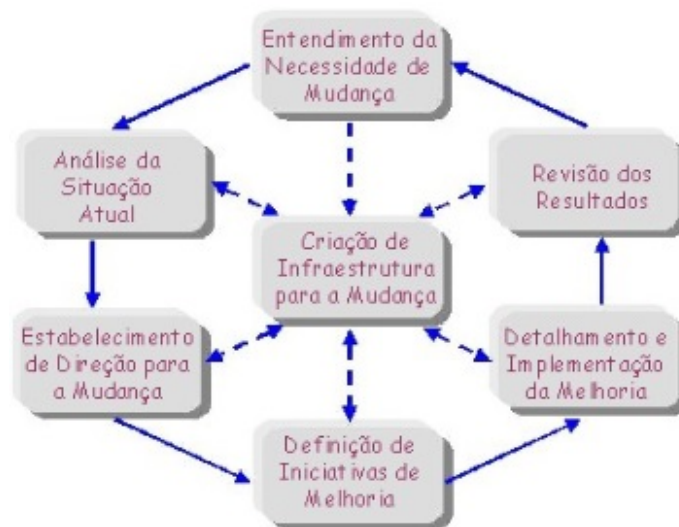 Entendimento da
Necessidade de
Mudança
Análise da
Situação
Atual
Revisão dos
Resultados
Criação de
Infraestrutura
para a Mudança
Estabelecimento
de Direção para
a Mudança
Detalhamento e
Implementação
da Melhoria
Definição de
Iniciativas de
Melhoria